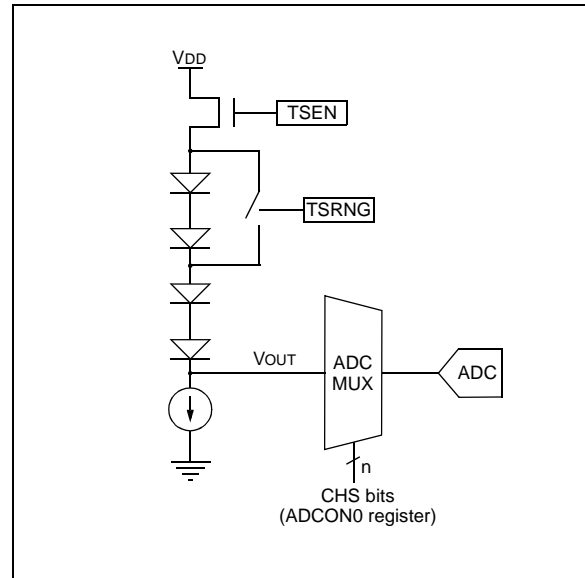 VDD
TSEN
TSRNG
VOUT
ADC
MUX
ADC
n
CHS bits
(ADCON0 register)